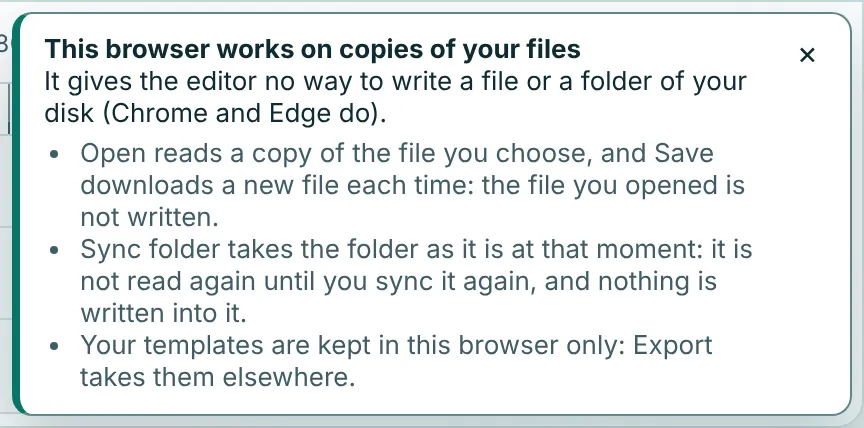 This browser works on copies of your files
It gives the editor no way to write a file or a folder of your
disk (Chrome and Edge do).
• Open reads a copy of the file you choose, and Save
downloads a new file each time: the file you opened is
not written.
• Sync folder takes the folder as it is at that moment: it is
not read again until you sync it again, and nothing is
written into it.
• Your templates are kept in this browser only: Export
takes them elsewhere.